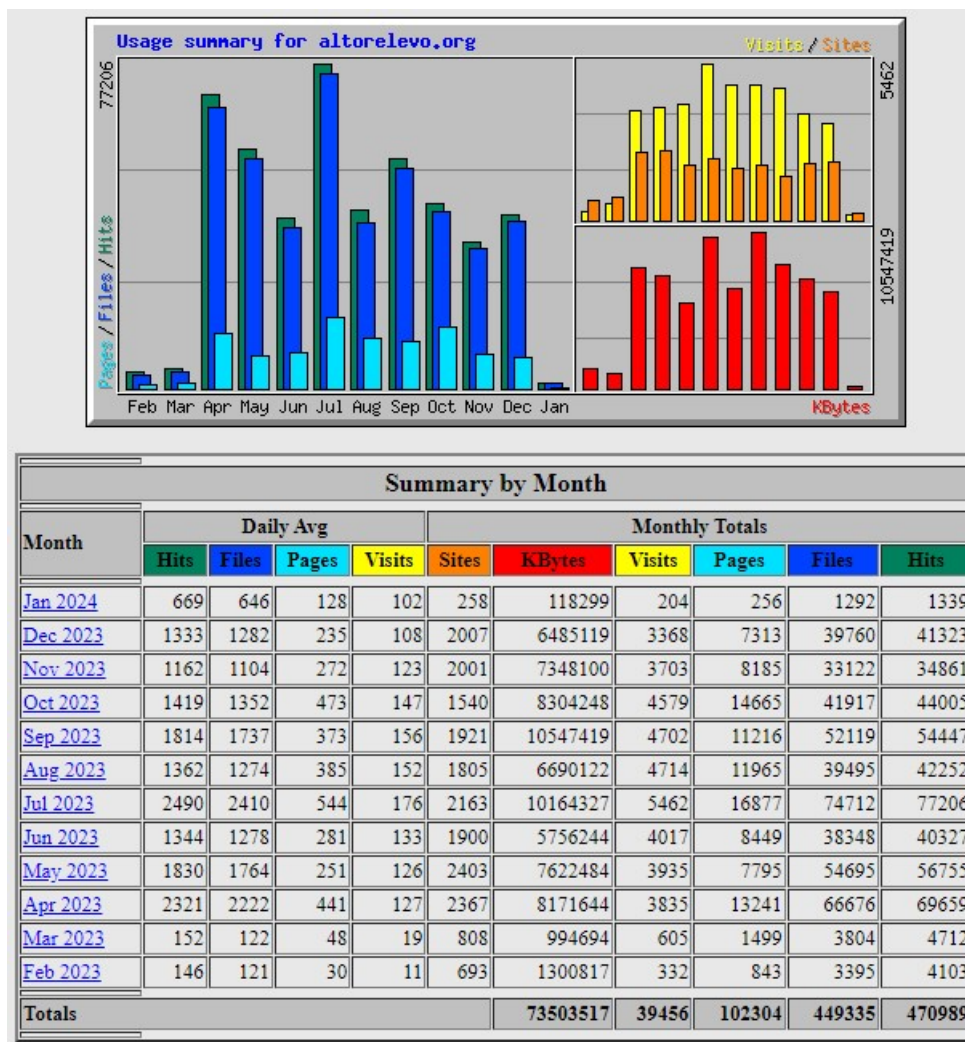 Usage summary for altorelevo.org
Visits / Sites
77206
5462
Pages / Files / Hits
10547419
Feb Mar Apr May Jun Jul Aug Sep Oct Nov Dec Jan
KBytes
Summary by Month
Month Daily Avg Monthly Totals
Hits Files Pages Visits Sites KBytes Visits Pages Files Hits
Jan 2024 669 646 128 102 258 118299 204 256 1292 1339
Dec 2023 1333 1282 235 108 2007 6485119 3368 7313 39760 41323
Nov 2023 1162 1104 272 123 2001 7348100 3703 8185 33122 34861
Oct 2023 1419 1352 473 147 1540 8304248 4579 14665 41917 44005
Sep 2023 1814 1737 373 156 1921 10547419 4702 11216 52119 54447
Aug 2023 1362 1274 385 152 1805 6690122 4714 11965 39495 42252
Jul 2023 2490 2410 544 176 2163 10164327 5462 16877 74712 77206
Jun 2023 1344 1278 281 133 1900 5756244 4017 8449 38348 40327
May 2023 1830 1764 251 126 2403 7622484 3935 7795 54695 56755
Apr 2023 2321 2222 441 127 2367 8171644 3835 13241 66676 69659
Mar 2023 152 122 48 19 808 994694 605 1499 3804 4712
Feb 2023 146 121 30 11 693 1300817 332 843 3395 4103
Totals 73503517 39456 102304 449335 470989